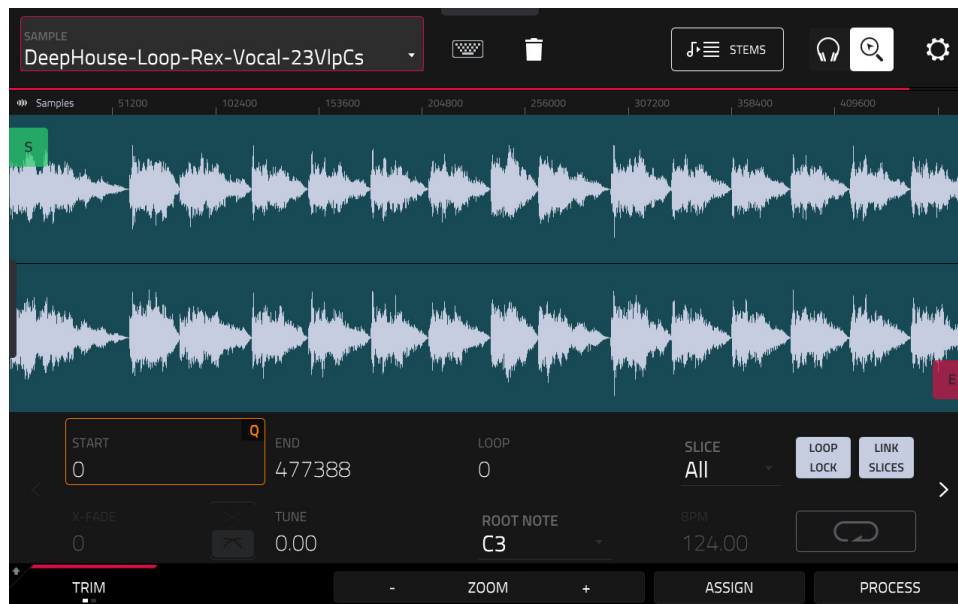 SAMPLE
DeepHouse-Loop-Rex-Vocal-23VlpCs
STEMS
Samples 51200 102400 153600 204800 256000 307200 358400 409600
S
E
START Q END LOOP SLICE LOOP LOCK LINK SLICES
0 477388 0 All
X-FADE TUNE ROOT NOTE BPM
0 0.00 C3 124.00
TRIM - ZOOM + ASSIGN PROCESS